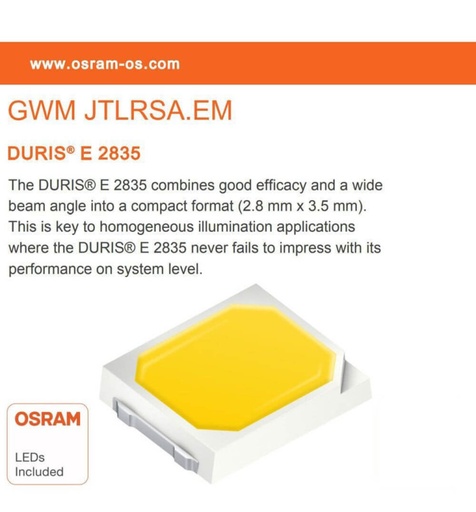 www.osram-os.com
GWM JTLRSA.EM
DURIS® E 2835
The DURIS® E 2835 combines good efficacy and a wide
beam angle into a compact format (2.8 mm x 3.5 mm).
This is key to homogeneous illumination applications
where the DURIS® E 2835 never fails to impress with its
performance on system level.
OSRAM
LEDs
Included